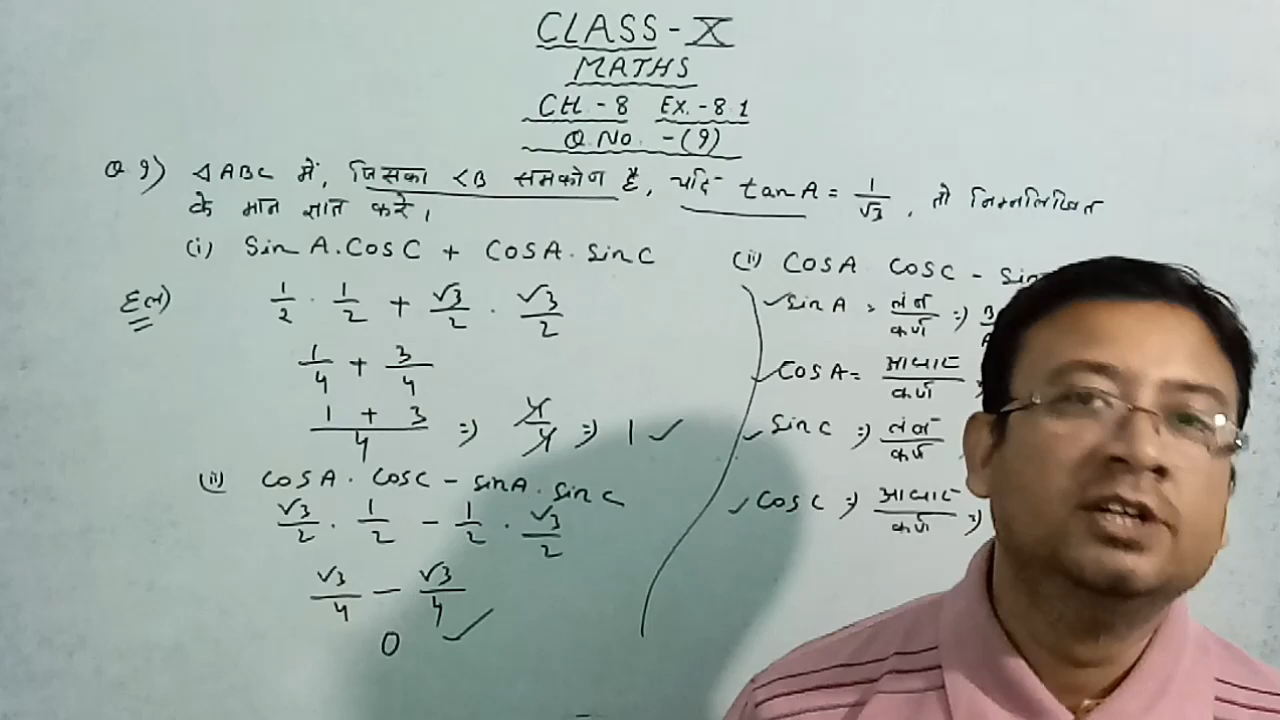 CLASS - X
MATHS
CH. - 8 EX. - 8.1
Q. NO. - (9)
Q 9) △ABC में, जिसका <B समकोण है, यदि tan A = 1/√3, तो निम्नलिखित
के मान ज्ञात करें।
(i) Sin A. Cos C + Cos A. Sin C
(ii) Cos A Cos C - Sin
हल)
1/2 . 1/2 + √3/2 . √3/2
1/4 + 3/4
1 + 3/4 => 4/4 => 1 ✓
(ii) Cos A. Cos C - Sin A. Sin C
√3/2 . 1/2 - 1/2 . √3/2
√3/4 - √3/4
0 ✓
✓ Sin A = लंब/कर्ण =>
✓ Cos A = आधार/कर्ण
✓ Sin C => लंब/कर्ण
✓ Cos C => आधार/कर्ण =>